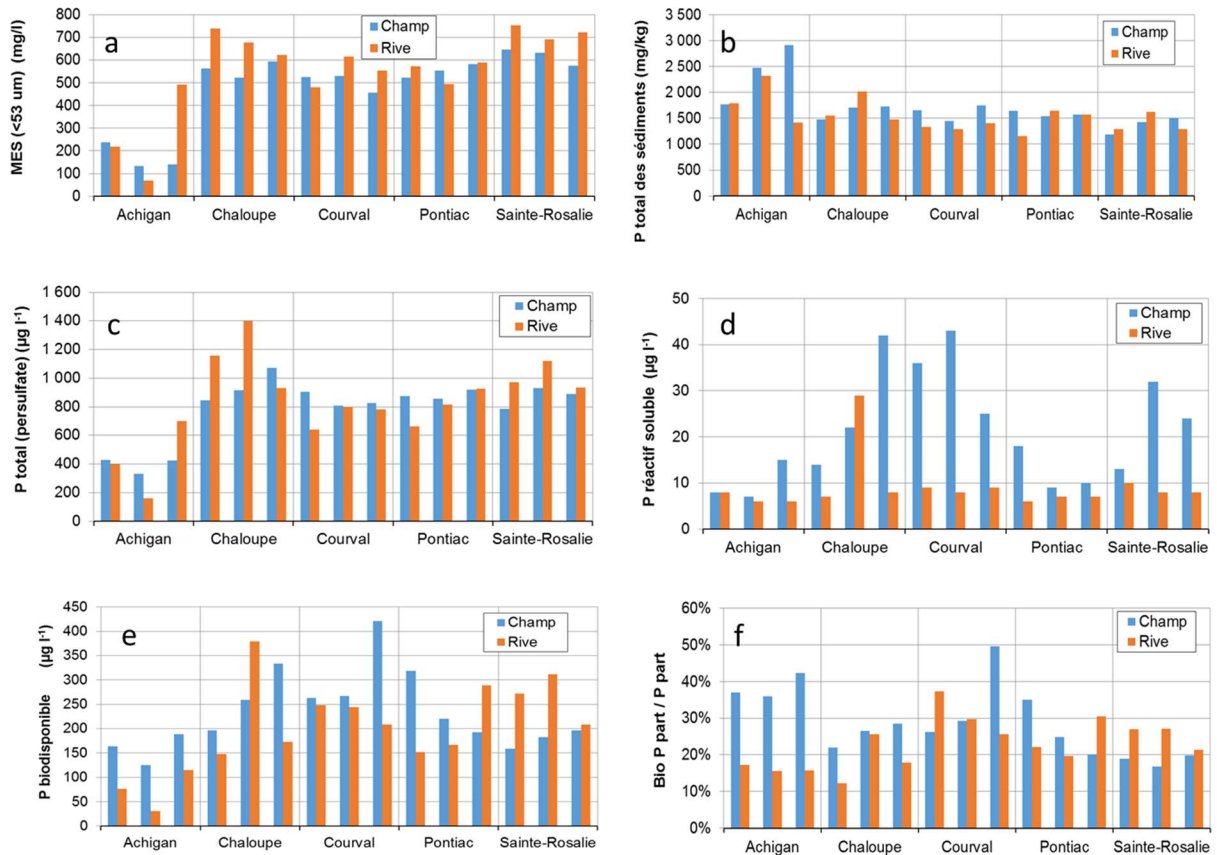 MES (<53 um) (mg/l)
800
700
600
500
400
300
200
100
0
a
Champ
Rive
Achigan Chaloupe Courval Pontiac Sainte-Rosalie
P total des sédiments (mg/kg)
3 500
3 000
2 500
2 000
1 500
1 000
500
0
b
Champ
Rive
Achigan Chaloupe Courval Pontiac Sainte-Rosalie
P total (persulfate) (µg l-1)
1 600
1 400
1 200
1 000
800
600
400
200
0
c
Champ
Rive
Achigan Chaloupe Courval Pontiac Sainte-Rosalie
P réactif soluble (µg l-1)
50
40
30
20
10
0
d
Champ
Rive
Achigan Chaloupe Courval Pontiac Sainte-Rosalie
P biodisponible (µg l-1)
450
400
350
300
250
200
150
100
50
0
e
Champ
Rive
Achigan Chaloupe Courval Pontiac Sainte-Rosalie
Bio P part / P part
60%
50%
40%
30%
20%
10%
0%
f
Champ
Rive
Achigan Chaloupe Courval Pontiac Sainte-Rosalie